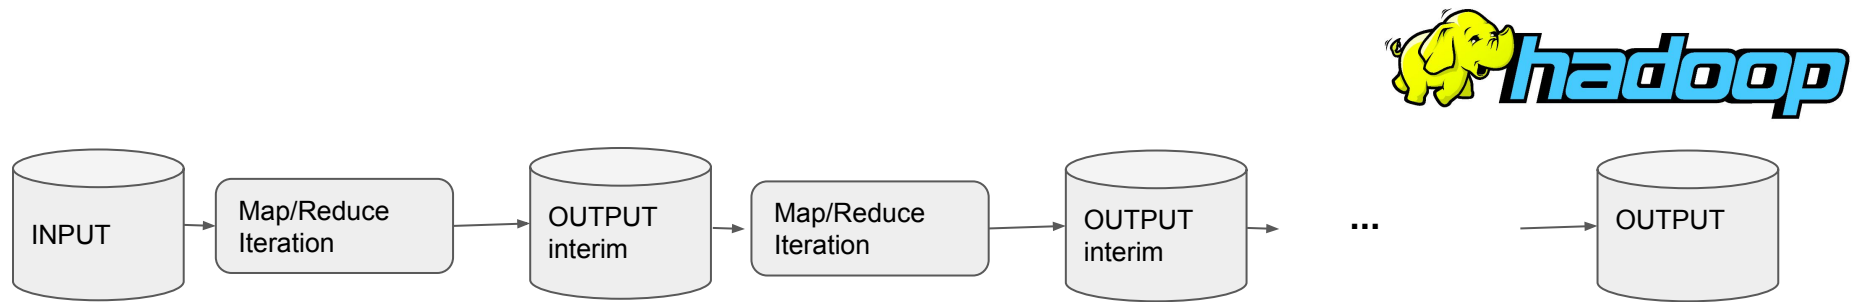 hadoop
INPUT
Map/Reduce
Iteration
OUTPUT
interim
Map/Reduce
Iteration
OUTPUT
interim
...
OUTPUT